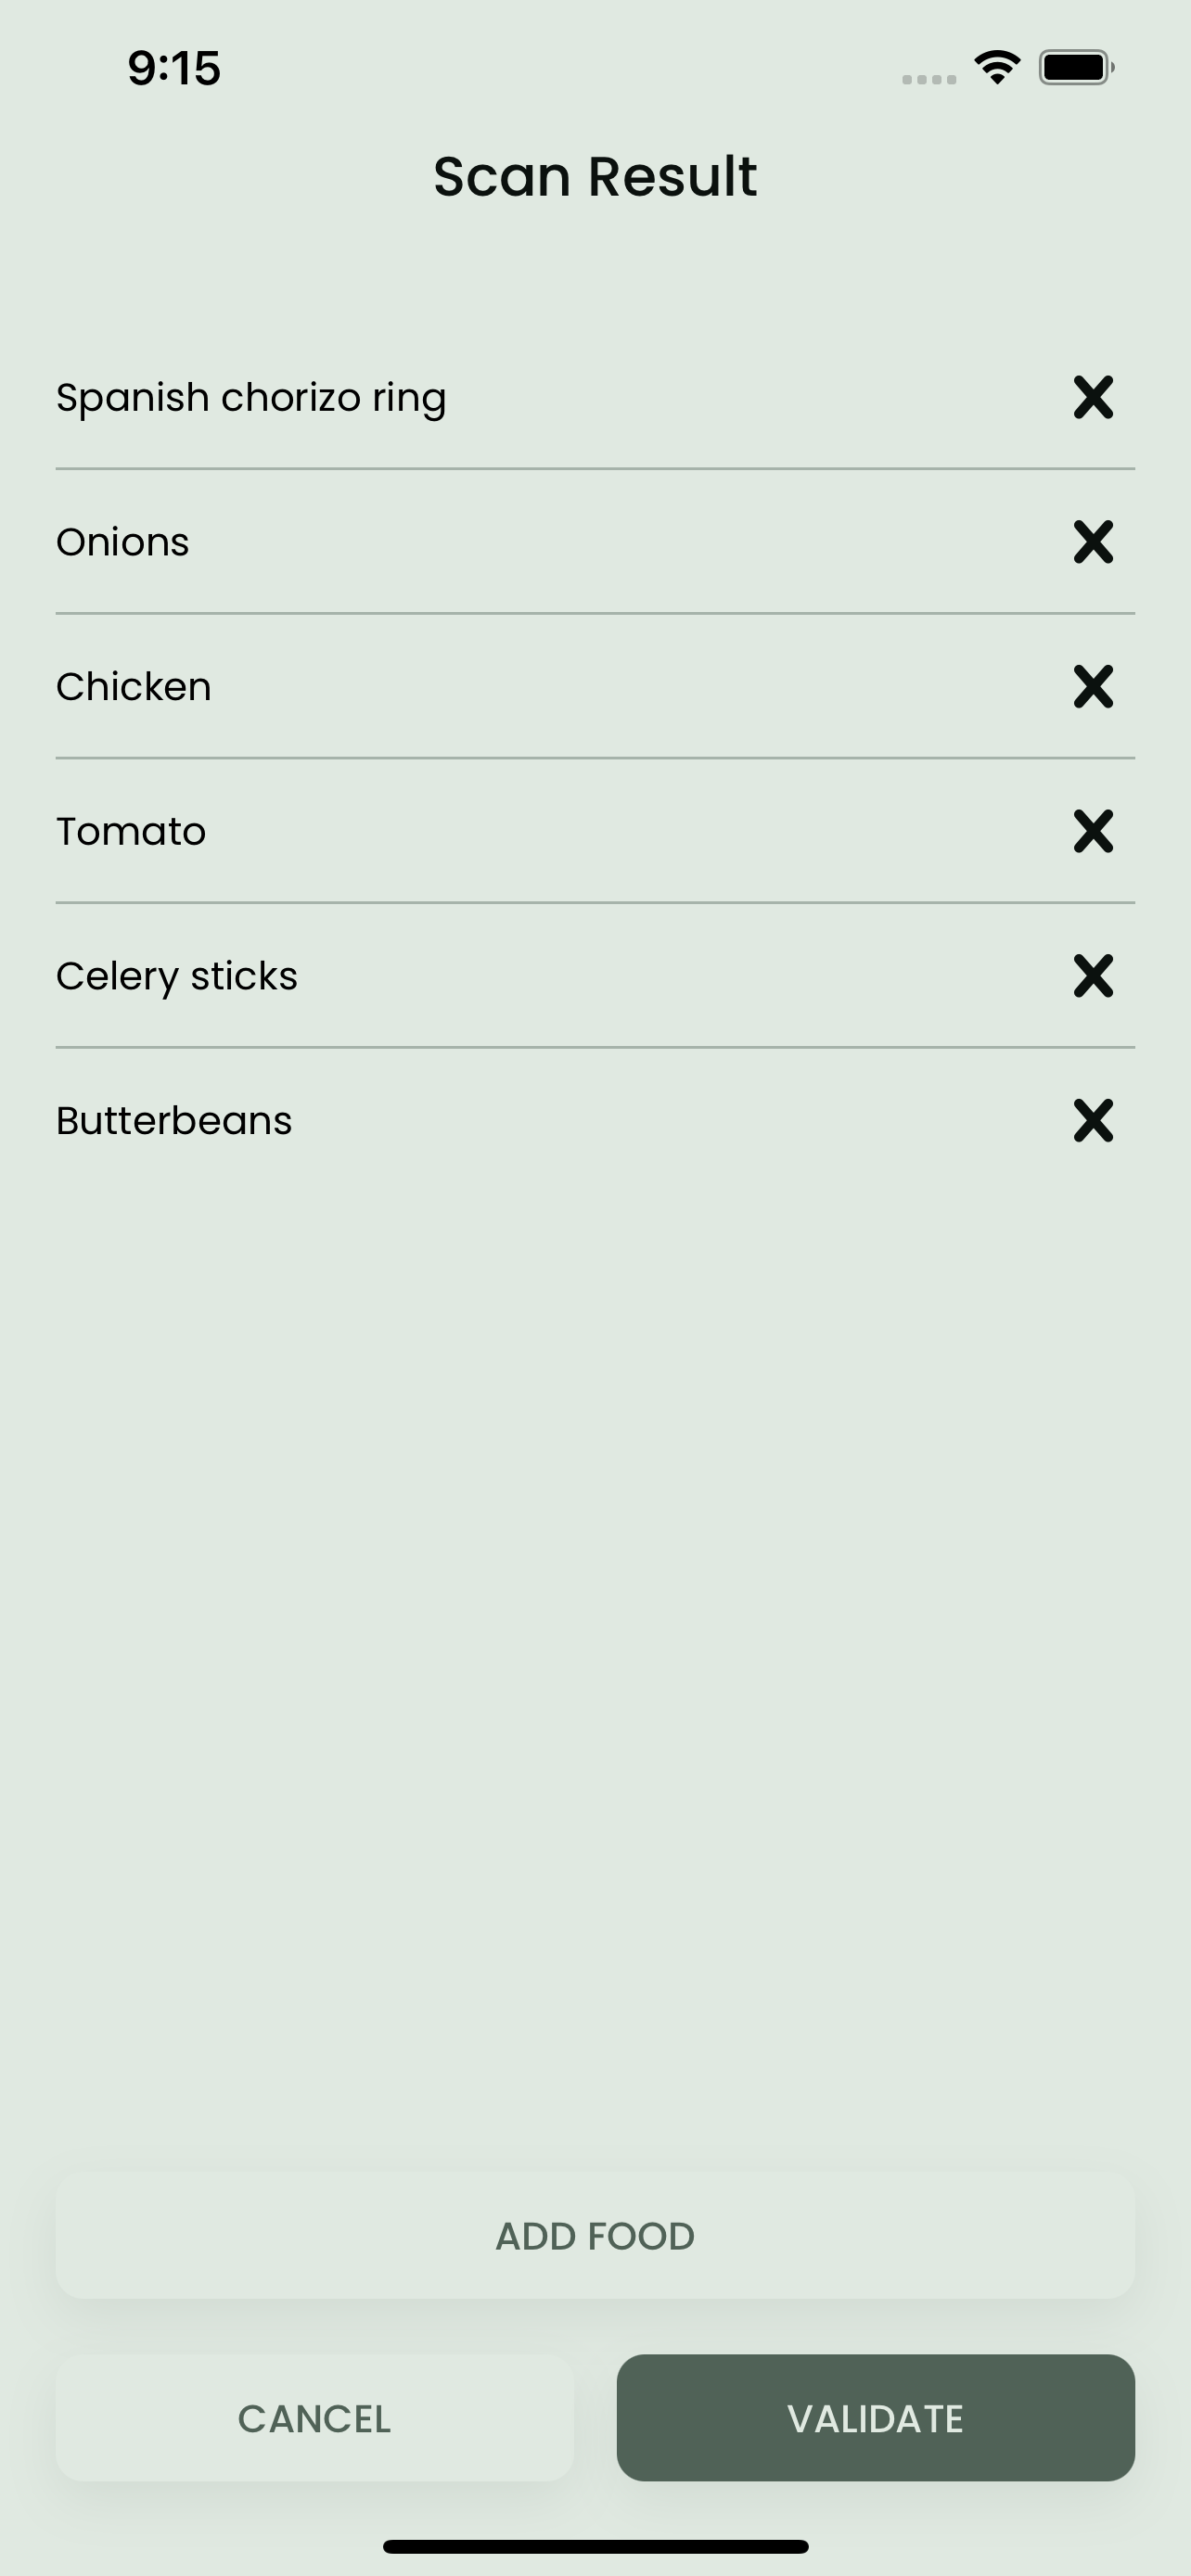 9:15
Scan Result
Spanish chorizo ring
Onions
Chicken
Tomato
Celery sticks
Butterbeans
ADD FOOD
CANCEL
VALIDATE